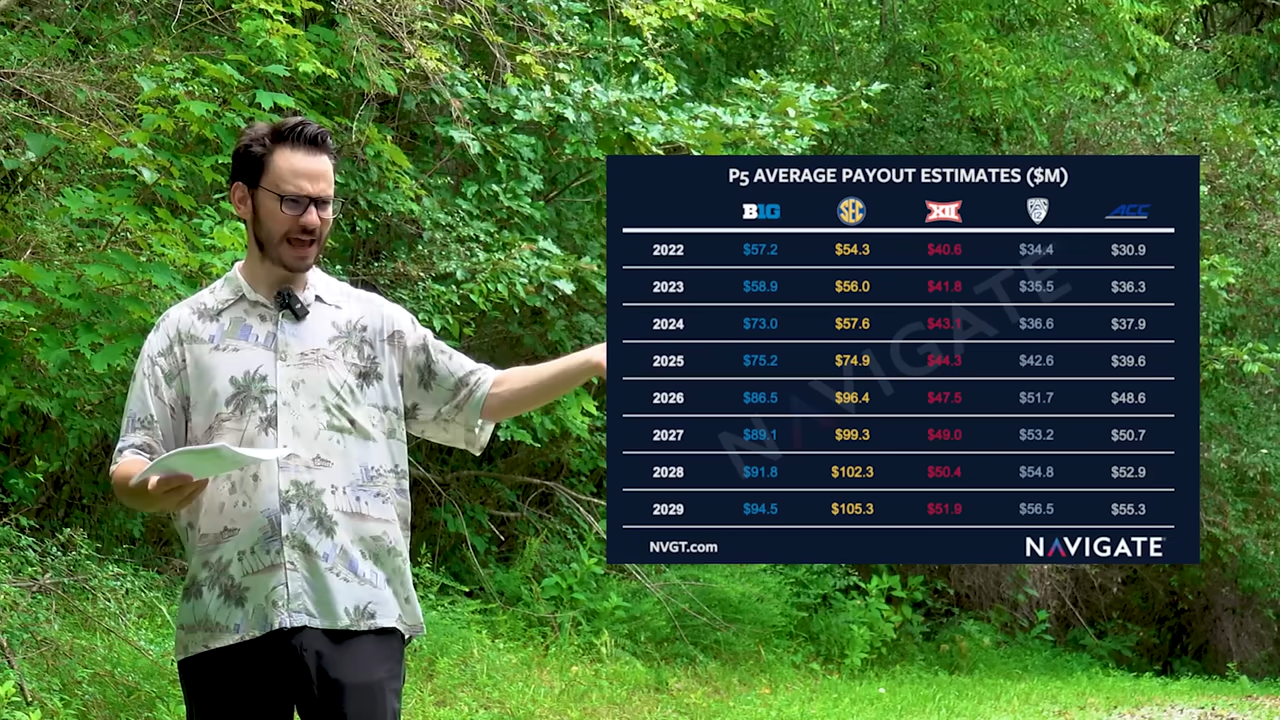 P5 AVERAGE PAYOUT ESTIMATES ($M)
B1G SEC XII PAC 12 ACC
2022 $57.2 $54.3 $40.6 $34.4 $30.9
2023 $58.9 $56.0 $41.8 $35.5 $36.3
2024 $73.0 $57.6 $43.1 $36.6 $37.9
2025 $75.2 $74.9 $44.3 $42.6 $39.6
2026 $86.5 $96.4 $47.5 $51.7 $48.6
2027 $89.1 $99.3 $49.0 $53.2 $50.7
2028 $91.8 $102.3 $50.4 $54.8 $52.9
2029 $94.5 $105.3 $51.9 $56.5 $55.3
NAVIGATE
NVGT.com NAVIGATE